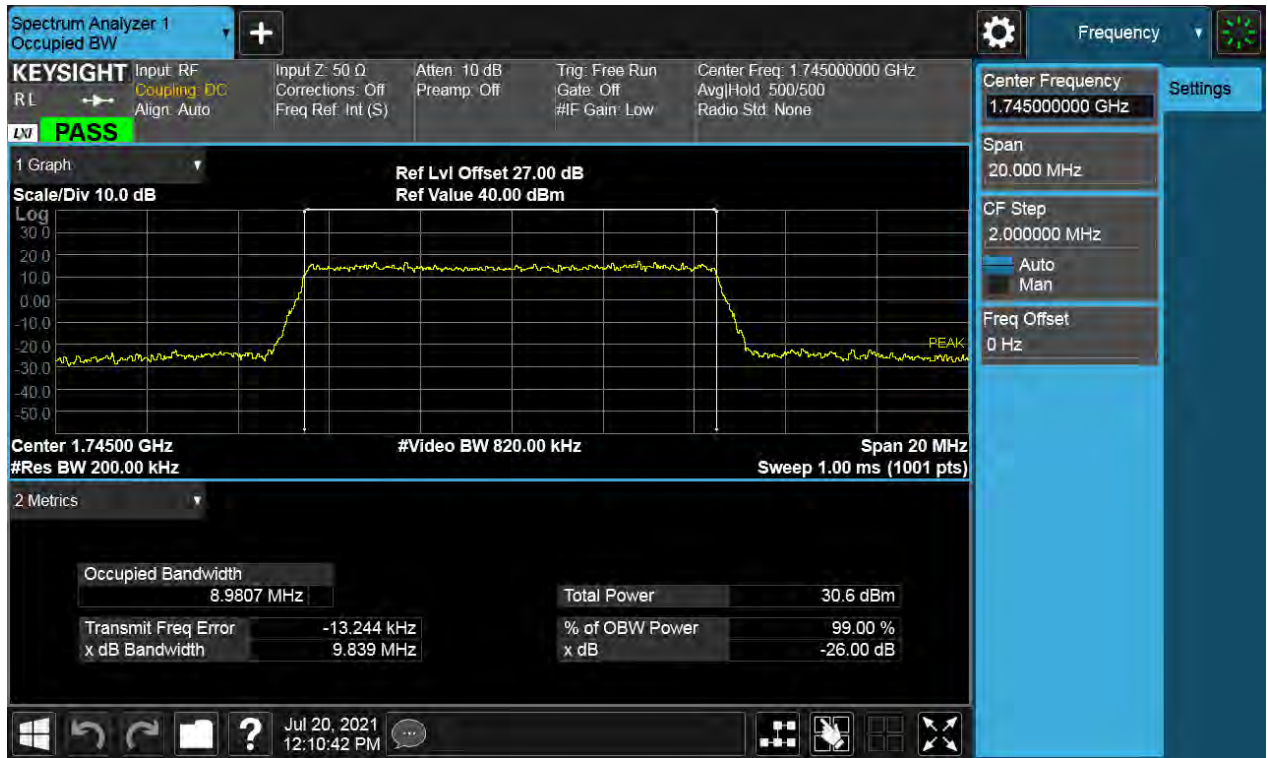 Spectrum Analyzer 1
Occupied BW
+
Frequency
KEYSIGHT
RL
LXI
PASS
Input: RF
Coupling: DC
Align: Auto
Input Z: 50 Ω
Corrections: Off
Freq Ref: Int (S)
Atten: 10 dB
Preamp: Off
Trig: Free Run
Gate: Off
#IF Gain: Low
Center Freq: 1.745000000 GHz
Avg|Hold: 500/500
Radio Std: None
1 Graph
Scale/Div 10.0 dB
Ref Lvl Offset 27.00 dB
Ref Value 40.00 dBm
Log
30.0
20.0
10.0
0.00
-10.0
-20.0
-30.0
-40.0
-50.0
PEAK
Center 1.74500 GHz
#Video BW 820.00 kHz
Span 20 MHz
#Res BW 200.00 kHz
Sweep 1.00 ms (1001 pts)
2 Metrics
Occupied Bandwidth
8.9807 MHz
Transmit Freq Error -13.244 kHz
x dB Bandwidth 9.839 MHz
Total Power 30.6 dBm
% of OBW Power 99.00 %
x dB -26.00 dB
?
Jul 20, 2021
12:10:42 PM
Center Frequency
1.745000000 GHz
Span
20.000 MHz
CF Step
2.000000 MHz
Auto
Man
Freq Offset
0 Hz
Settings